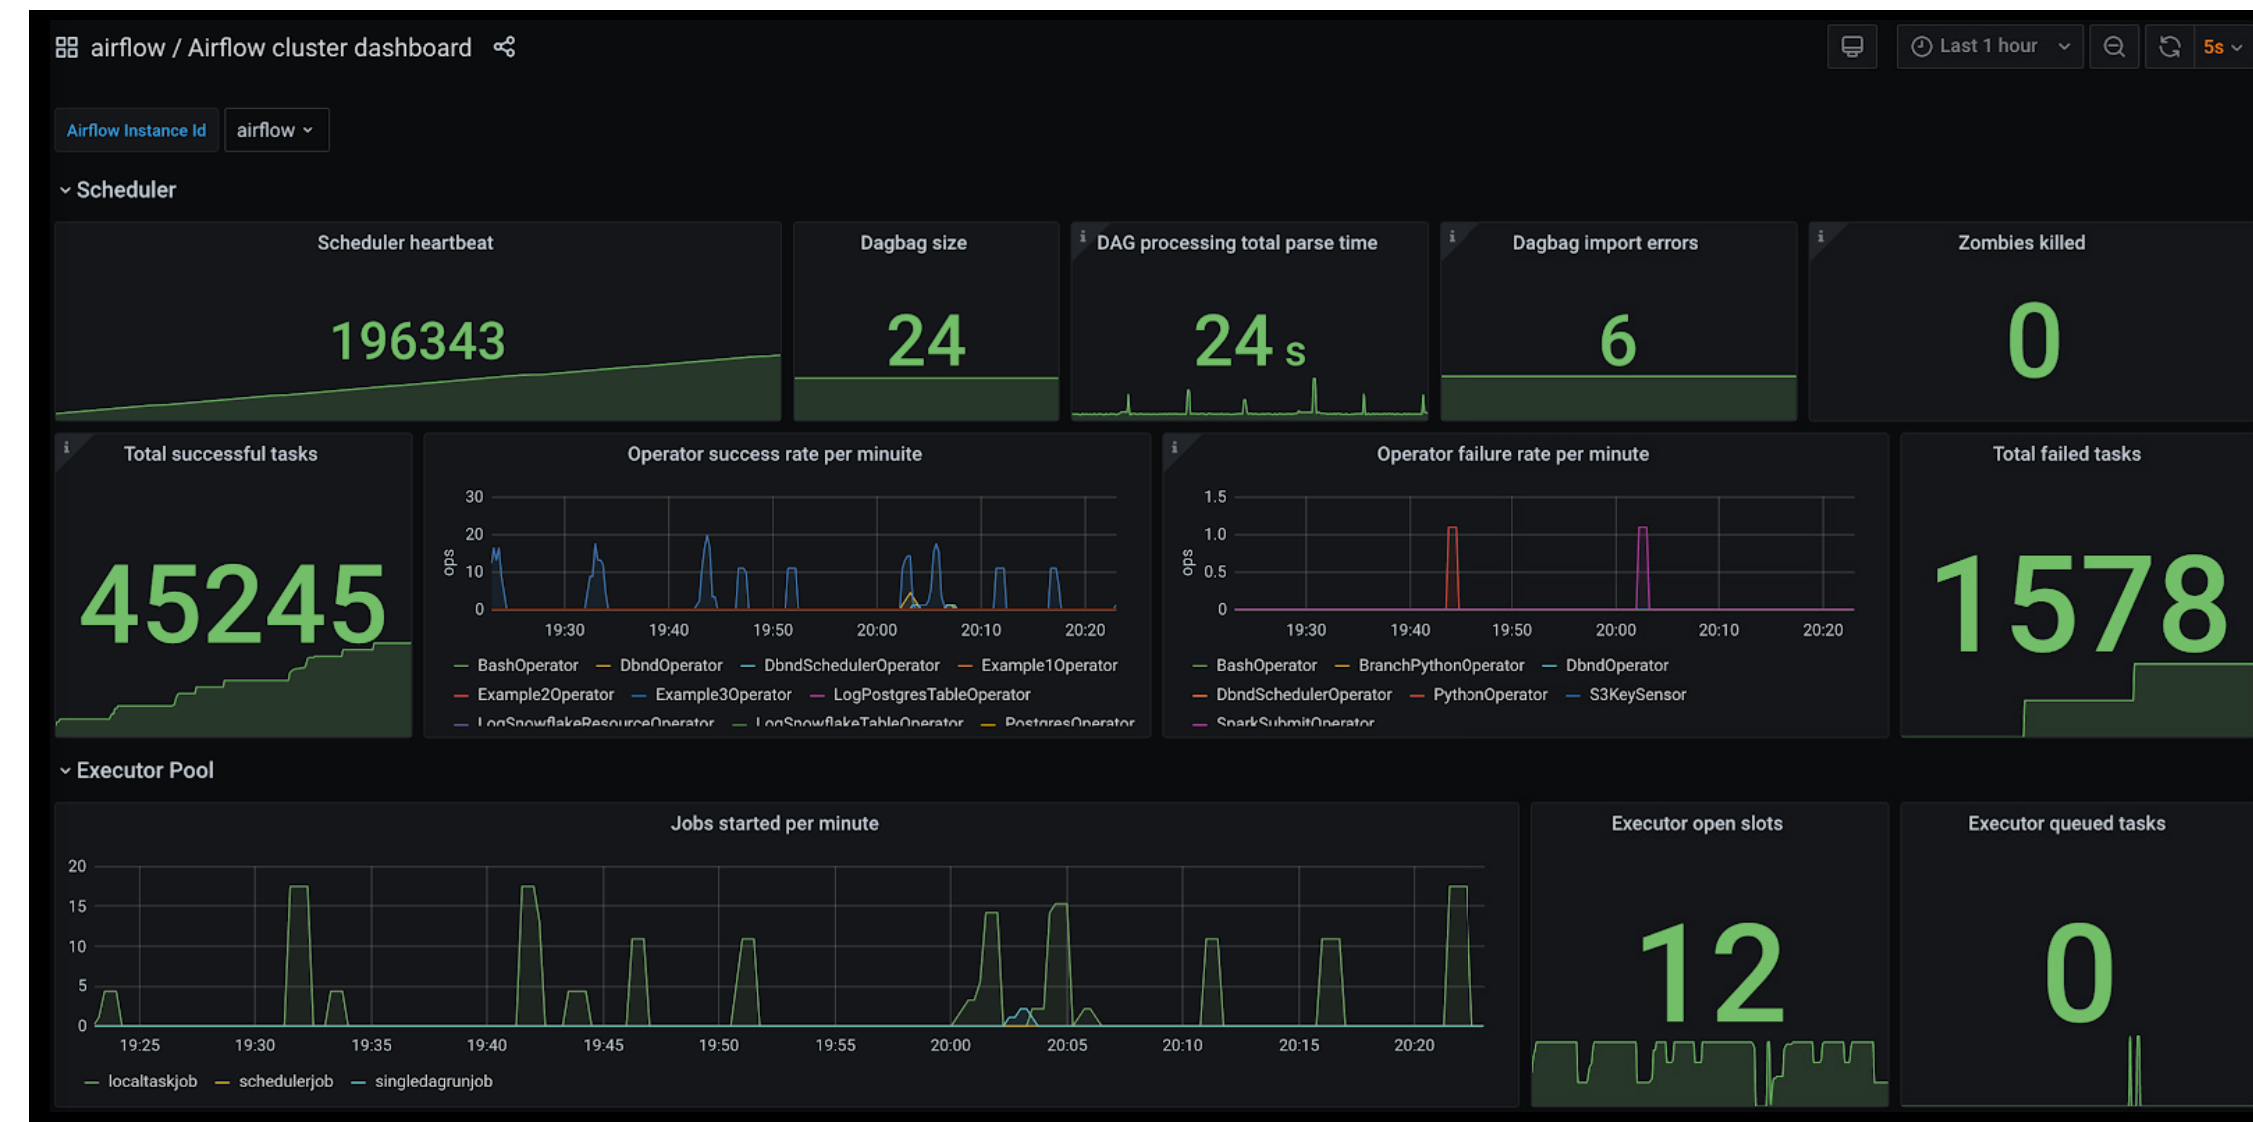 airflow / Airflow cluster dashboard
Last 1 hour
5s
Airflow Instance Id
airflow
Scheduler
Scheduler heartbeat
196343
Dagbag size
24
DAG processing total parse time
24 s
Dagbag import errors
6
Zombies killed
0
Total successful tasks
45245
Operator success rate per minuite
ops
30
20
10
0
19:30 19:40 19:50 20:00 20:10 20:20
BashOperator DbndOperator DbndSchedulerOperator Example1Operator
Example2Operator Example3Operator LogPostgresTableOperator
LogSnowflakeResourceOperator LogSnowflakeTableOperator PostgresOperator
Operator failure rate per minute
ops
1.5
1.0
0.5
0
19:30 19:40 19:50 20:00 20:10 20:20
BashOperator BranchPythonOperator DbndOperator
DbndSchedulerOperator PythonOperator S3KeySensor
SparkSubmitOperator
Total failed tasks
1578
Executor Pool
Jobs started per minute
20
15
10
5
0
19:25 19:30 19:35 19:40 19:45 19:50 19:55 20:00 20:05 20:10 20:15 20:20
localtaskjob schedulerjob singledagrunjob
Executor open slots
12
Executor queued tasks
0